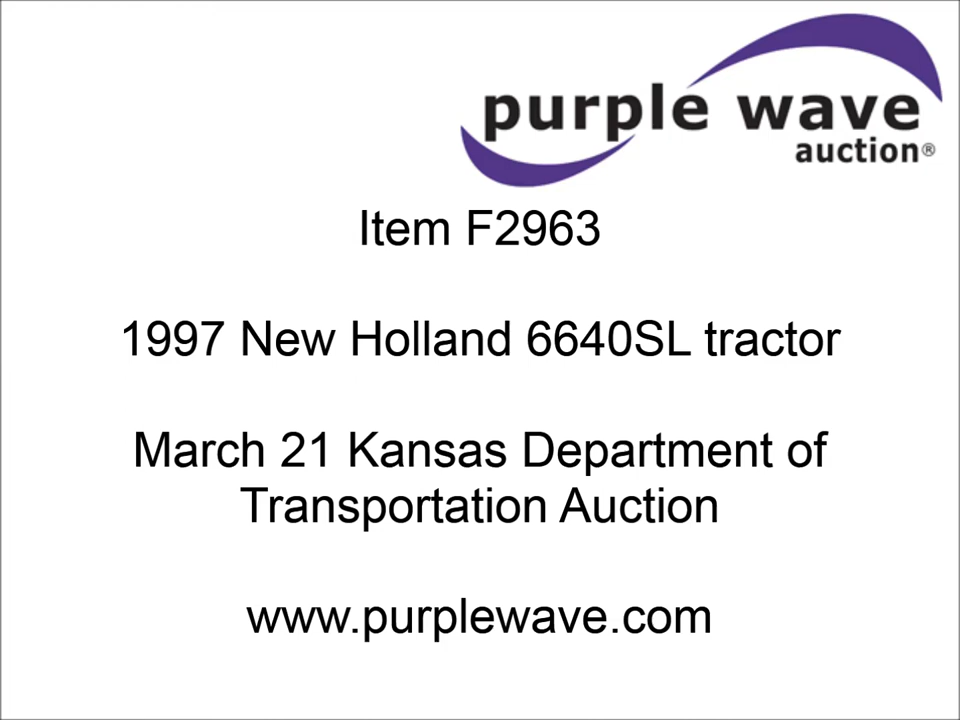 purple wave
auction®
Item F2963
1997 New Holland 6640SL tractor
March 21 Kansas Department of
Transportation Auction
www.purplewave.com